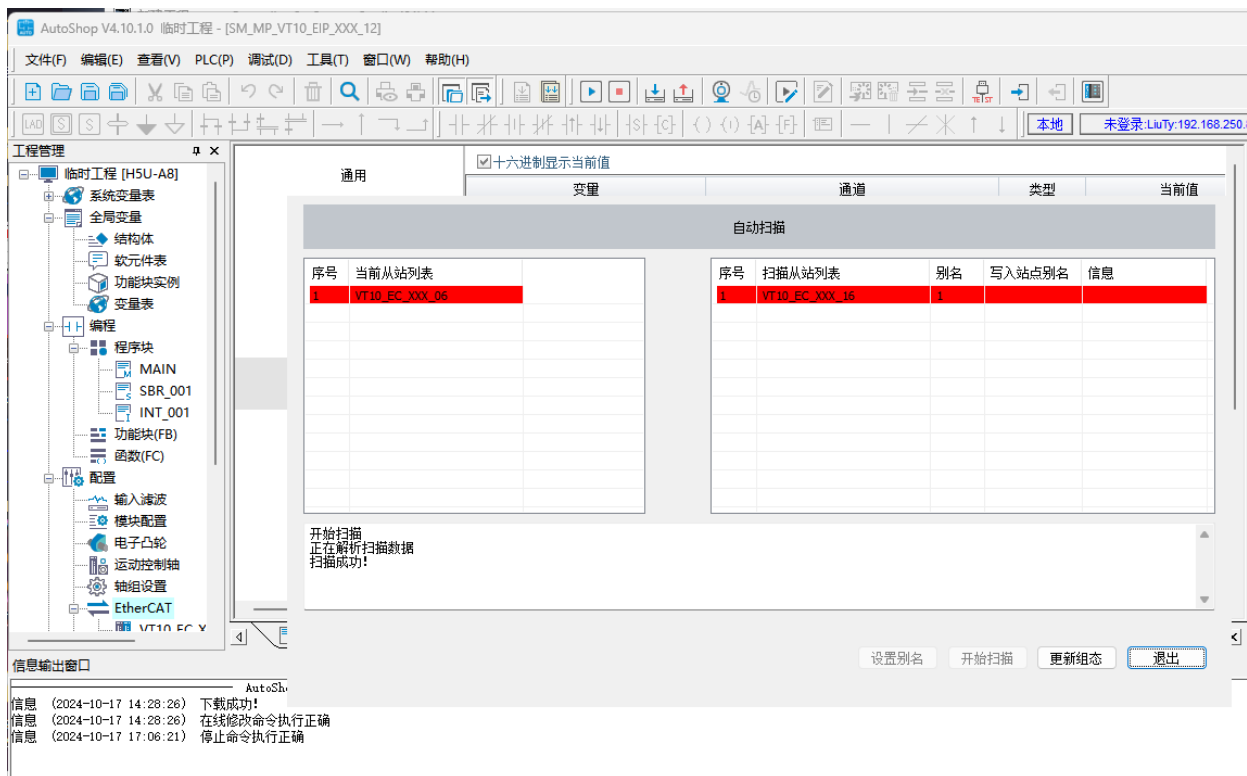 AutoShop V4.10.1.0 临时工程 - [SM_MP_VT10_EIP_XXX_12]
文件(F) 编辑(E) 查看(V) PLC(P) 调试(D) 工具(T) 窗口(W) 帮助(H)
本地 未登录:LiuTy:192.168.250.
工程管理
临时工程 [H5U-A8]
系统变量表
全局变量
结构体
软元件表
功能块实例
变量表
编程
程序块
MAIN
SBR_001
INT_001
功能块(FB)
函数(FC)
配置
输入滤波
模块配置
电子凸轮
运动控制轴
轴组设置
EtherCAT
VT10_EC_X
通用
十六进制显示当前值
变量 通道 类型 当前值
自动扫描
序号 当前从站列表
1 VT10_EC_XXX_06
序号 扫描从站列表 别名 写入站点别名 信息
1 VT10_EC_XXX_16 1
开始扫描
正在解析扫描数据
扫描成功!
设置别名 开始扫描 更新组态 退出
信息输出窗口
AutoSh
信息 (2024-10-17 14:28:26) 下载成功!
信息 (2024-10-17 14:28:26) 在线修改命令执行正确
信息 (2024-10-17 17:06:21) 停止命令执行正确